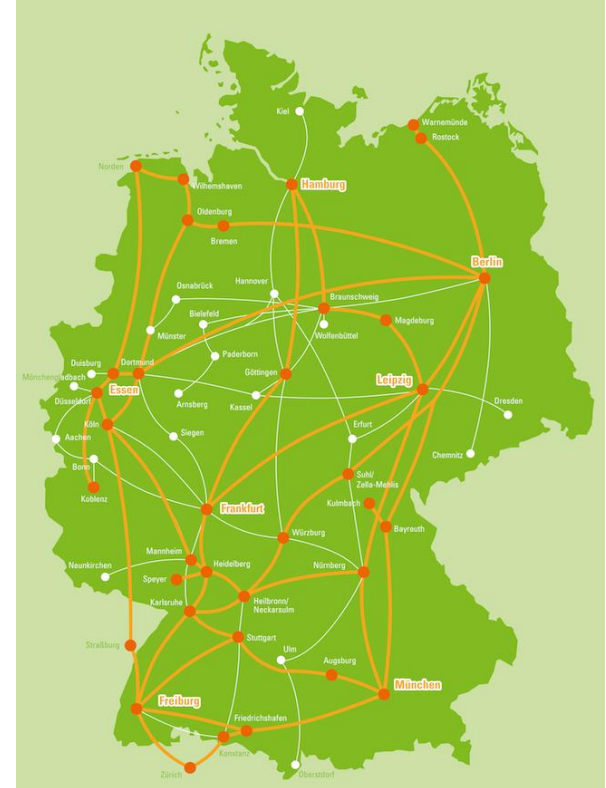 Kiel
Warnemünde
Rostock
Norden
Hamburg
Wilhemshaven
Oldenburg
Bremen
Berlin
Osnabrück
Hannover
Braunschweig
Bielefeld
Magdeburg
Münster
Wolfenbüttel
Paderborn
Duisburg
Dortmund
Göttingen
Mönchengladbach
Essen
Leipzig
Düsseldorf
Arnsberg
Kassel
Dresden
Köln
Siegen
Erfurt
Aachen
Chemnitz
Bonn
Suhl/
Zella-Mehlis
Koblenz
Frankfurt
Kulmbach
Bayreuth
Würzburg
Mannheim
Neunkirchen
Heidelberg
Nürnberg
Speyer
Karlsruhe
Heilbronn/
Neckarsulm
Stuttgart
Straßburg
Ulm
Augsburg
München
Freiburg
Friedrichshafen
Konstanz
Zürich
Oberstdorf